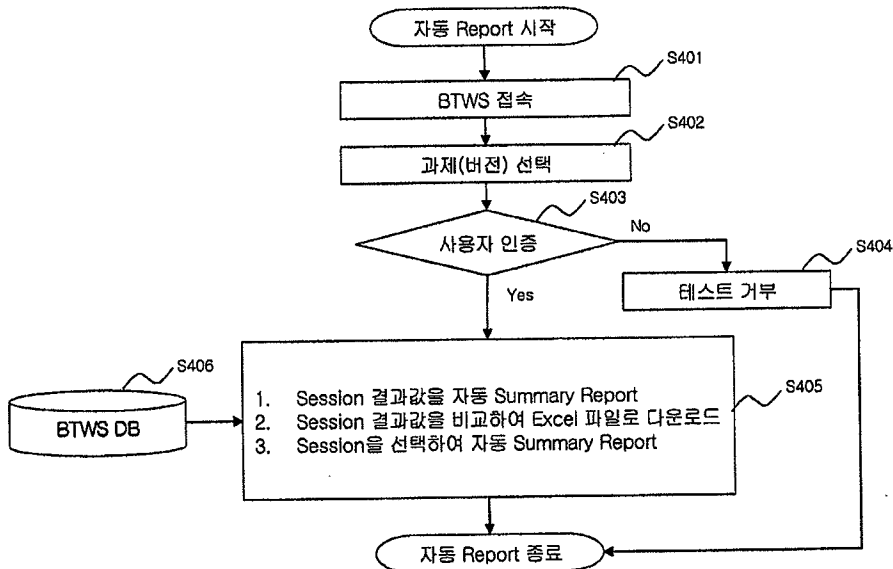 자동 Report 시작
S401
BTWS 접속
S402
과제(버전) 선택
S403
사용자 인증
No
S404
테스트 거부
Yes
S406
BTWS DB
1. Session 결과값을 자동 Summary Report
2. Session 결과값을 비교하여 Excel 파일로 다운로드
3. Session을 선택하여 자동 Summary Report
S405
자동 Report 종료